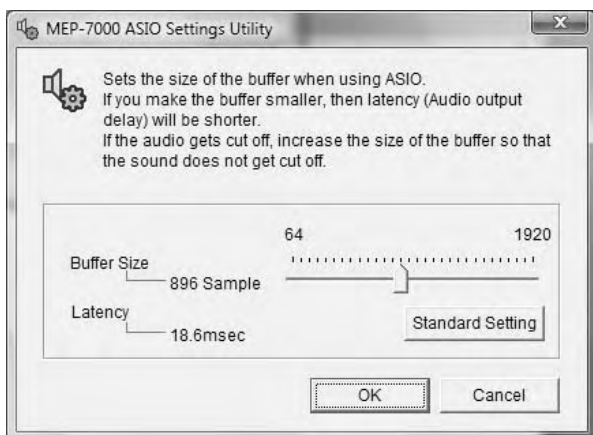 MEP-7000 ASIO Settings Utility
Sets the size of the buffer when using ASIO.
If you make the buffer smaller, then latency (Audio output
delay) will be shorter.
If the audio gets cut off, increase the size of the buffer so that
the sound does not get cut off.
64 1920
Buffer Size
896 Sample
Latency
18.6msec
Standard Setting
OK Cancel